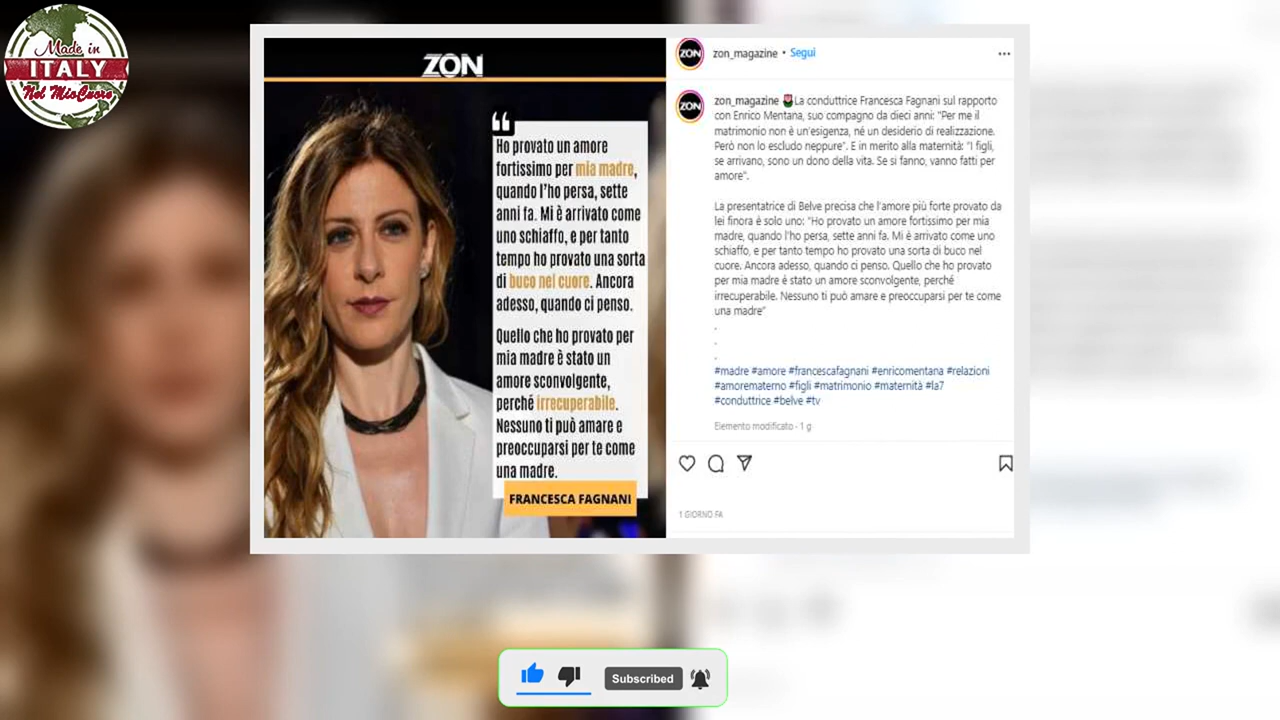 Made in
ITALY
Nel MioCuore
ZON
“
Ho provato un amore
fortissimo per mia madre,
quando l'ho persa, sette
anni fa. Mi è arrivato come
uno schiaffo, e per tanto
tempo ho provato una sorta
di buco nel cuore. Ancora
adesso, quando ci penso.
Quello che ho provato per
mia madre è stato un
amore sconvolgente,
perché irrecuperabile.
Nessuno ti può amare e
preoccuparsi per te come
una madre.
FRANCESCA FAGNANI
ZON
zon_magazine • Segui
ZON
zon_magazine La conduttrice Francesca Fagnani sul rapporto
con Enrico Mentana, suo compagno da dieci anni: "Per me il
matrimonio non è un'esigenza, né un desiderio di realizzazione.
Però non lo escludo neppure". E in merito alla maternità: "I figli,
se arrivano, sono un dono della vita. Se si fanno, vanno fatti per
amore".
La presentatrice di Belve precisa che l'amore più forte provato da
lei finora è solo uno: "Ho provato un amore fortissimo per mia
madre, quando l'ho persa, sette anni fa. Mi è arrivato come uno
schiaffo, e per tanto tempo ho provato una sorta di buco nel
cuore. Ancora adesso, quando ci penso. Quello che ho provato
per mia madre è stato un amore sconvolgente, perché
irrecuperabile. Nessuno ti può amare e preoccuparsi per te come
una madre"
.
.
.
#madre #amore #francescafagnani #enricomentana #relazioni
#amorematerno #figli #matrimonio #maternità #la7
#conduttrice #belve #tv
Elemento modificato · 1 g
1 GIORNO FA
Subscribed